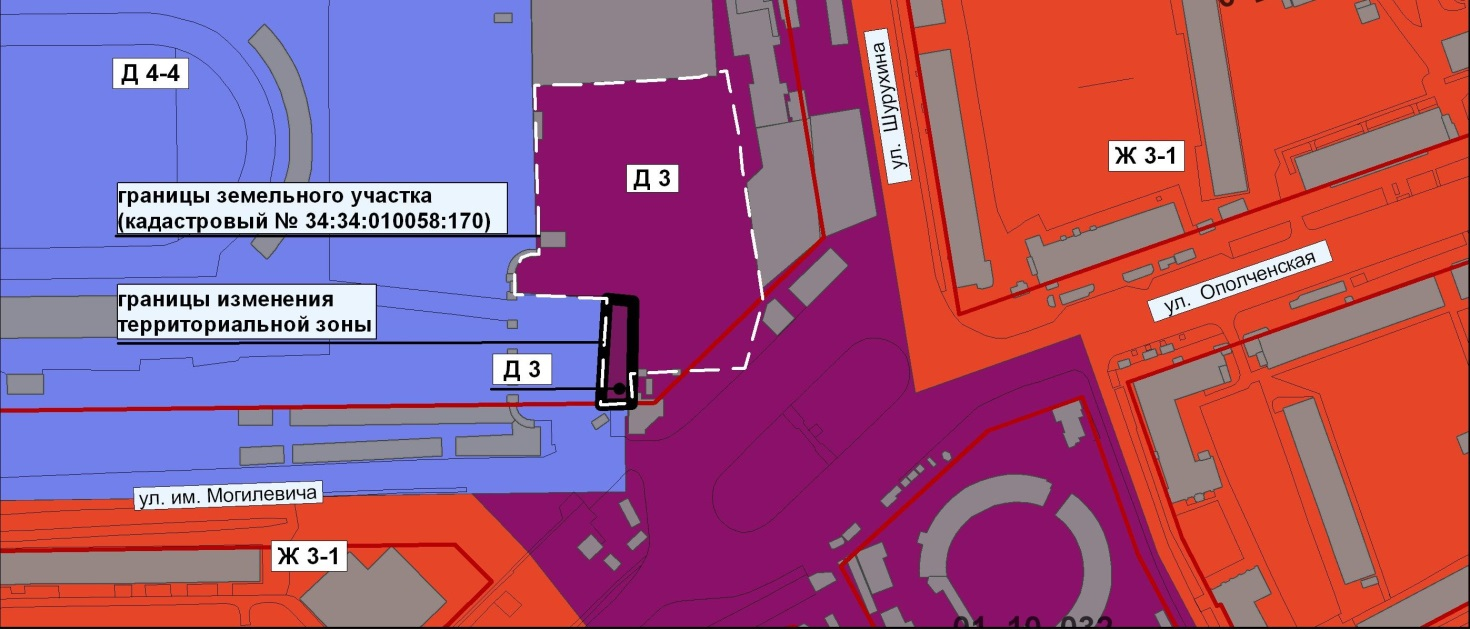 Д 4-4
ул. Шурухина
Ж 3-1
Д 3
границы земельного участка
(кадастровый № 34:34:010058:170)
ул. Ополченская
границы изменения
территориальной зоны
Д 3
ул. им. Могилевича
Ж 3-1
01_10_032